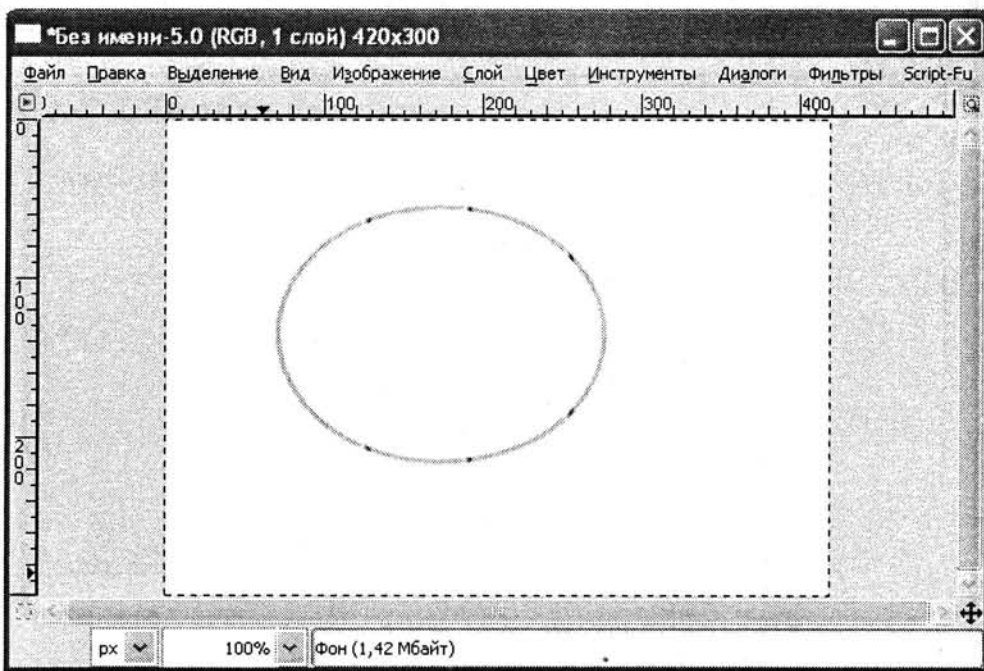 *Без имени-5.0 (RGB, 1 слой) 420x300
Файл Правка Выделение Вид Изображение Слой Цвет Инструменты Диалоги Фильтры Script-Fu
0 100 200 300 400
0
100
200
px 100% Фон (1,42 Мбайт)